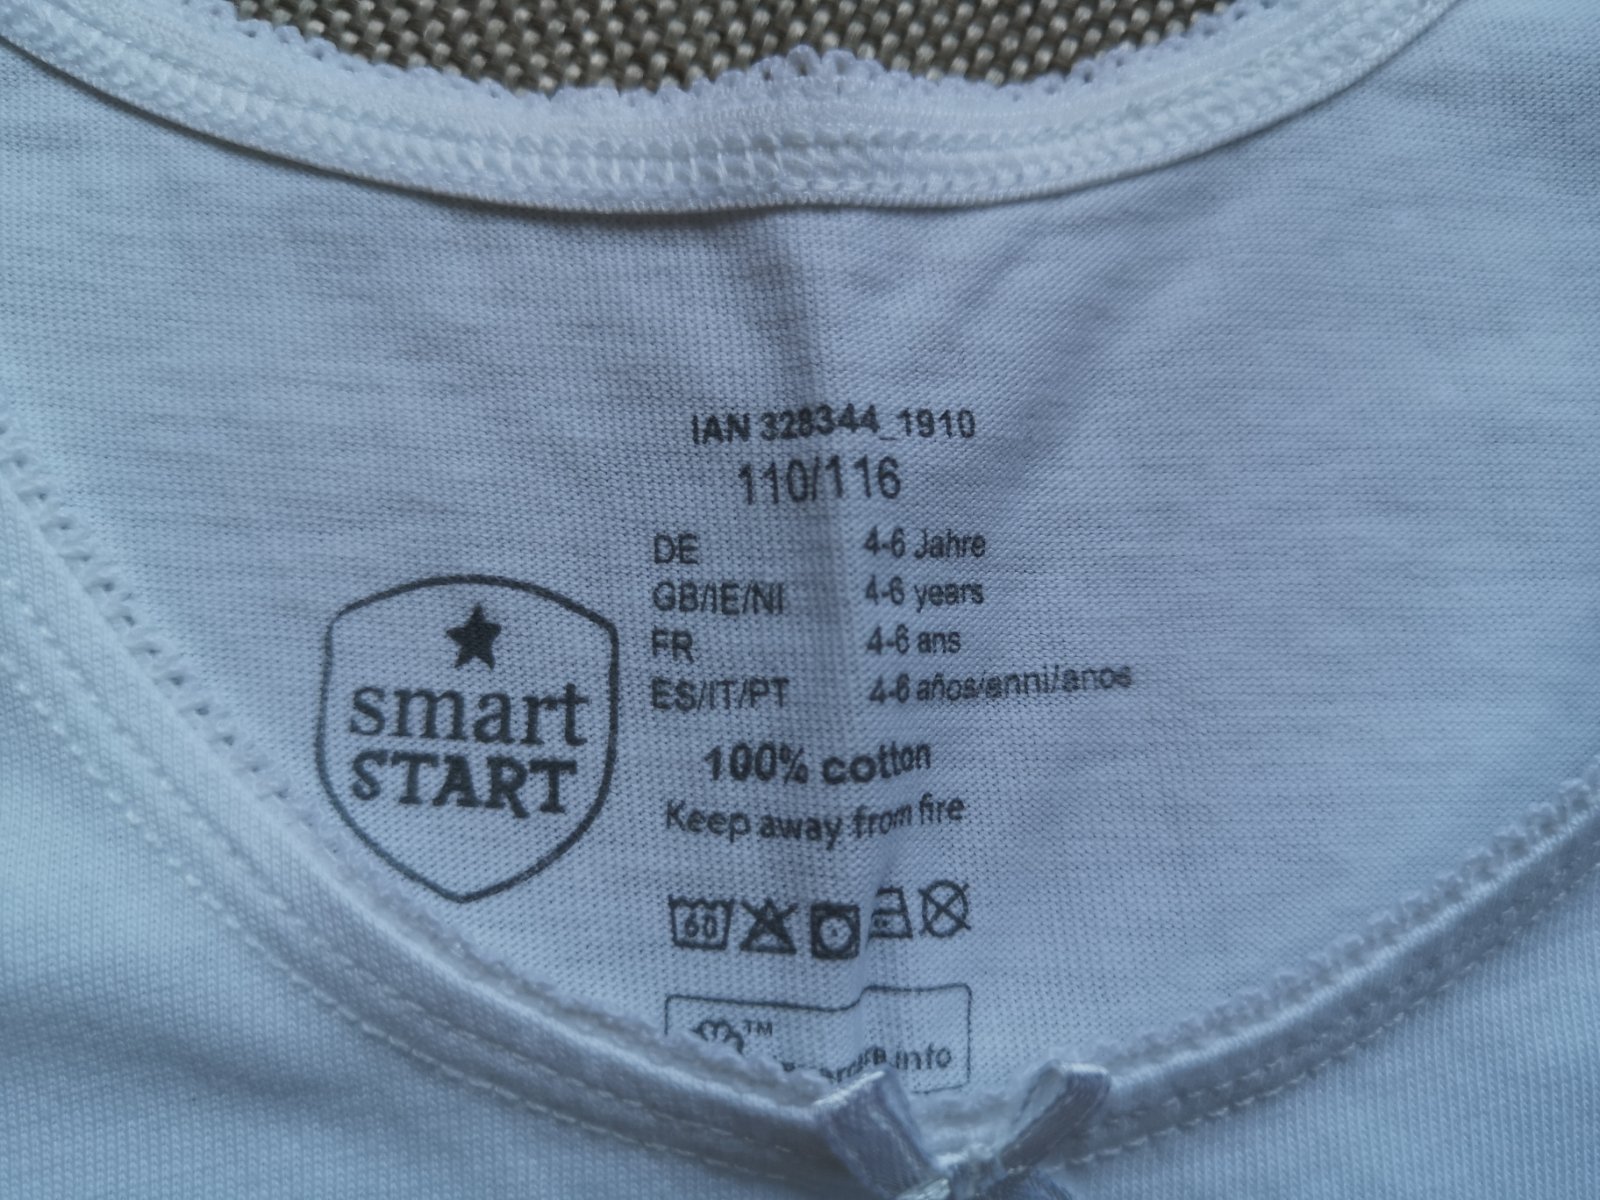 IAN 328344_1910
110/116
DE 4-6 Jahre
GB/IE/NI 4-6 years
FR 4-6 ans
ES/IT/PT 4-6 años/anni/anos
smart
START
100% cotton
Keep away from fire
60
TM
.info